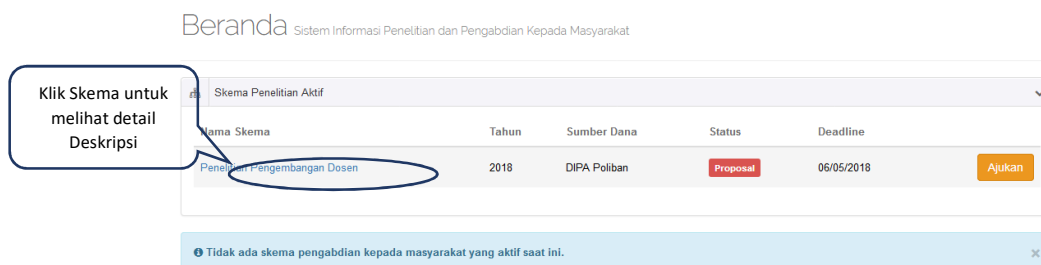 Beranda Sistem Informasi Penelitian dan Pengabdian Kepada Masyarakat
Klik Skema untuk
melihat detail
Deskripsi
Skema Penelitian Aktif
Nama Skema Tahun Sumber Dana Status Deadline
Penelitian Pengembangan Dosen 2018 DIPA Poliban Proposal 06/05/2018 Ajukan
Tidak ada skema pengabdian kepada masyarakat yang aktif saat ini.